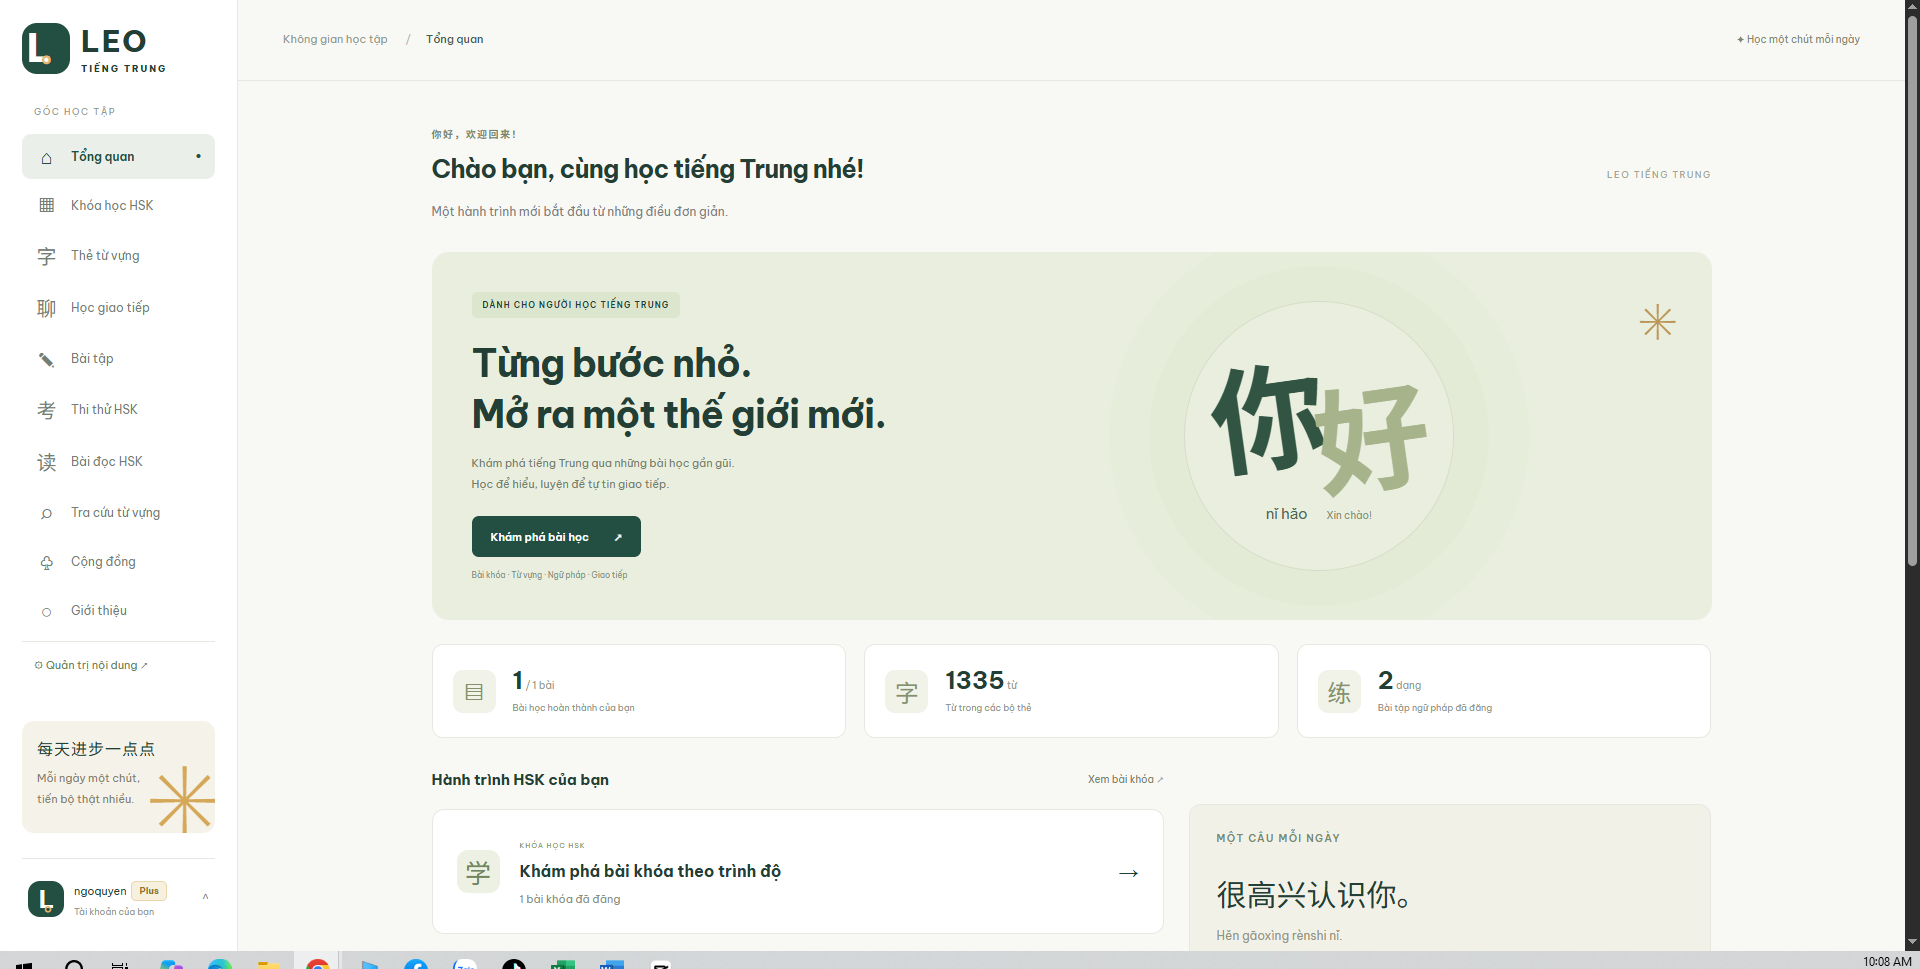 LEO
TIẾNG TRUNG
GÓC HỌC TẬP
Tổng quan
Khóa học HSK
字 Thẻ từ vựng
聊 Học giao tiếp
Bài tập
考 Thi thử HSK
读 Bài đọc HSK
Tra cứu từ vựng
Cộng đồng
Giới thiệu
Quản trị nội dung ↗
每天进步一点点
Mỗi ngày một chút,
tiến bộ thật nhiều.
ngoquyen Plus
Tài khoản của bạn
Không gian học tập / Tổng quan
✦ Học một chút mỗi ngày
你好，欢迎回来！
Chào bạn, cùng học tiếng Trung nhé!
Một hành trình mới bắt đầu từ những điều đơn giản.
LEO TIẾNG TRUNG
DÀNH CHO NGƯỜI HỌC TIẾNG TRUNG
Từng bước nhỏ.
Mở ra một thế giới mới.
Khám phá tiếng Trung qua những bài học gần gũi.
Học để hiểu, luyện để tự tin giao tiếp.
Khám phá bài học ↗
Bài khóa · Từ vựng · Ngữ pháp · Giao tiếp
你好
nǐ hǎo Xin chào!
1 / 1 bài
Bài học hoàn thành của bạn
字
1335 từ
Từ trong các bộ thẻ
练
2 dạng
Bài tập ngữ pháp đã đăng
Hành trình HSK của bạn
Xem bài khóa ↗
学
KHÓA HỌC HSK
Khám phá bài khóa theo trình độ
1 bài khóa đã đăng
→
MỘT CÂU MỖI NGÀY
很高兴认识你。
Hěn gāoxìng rènshi nǐ.
10:08 AM